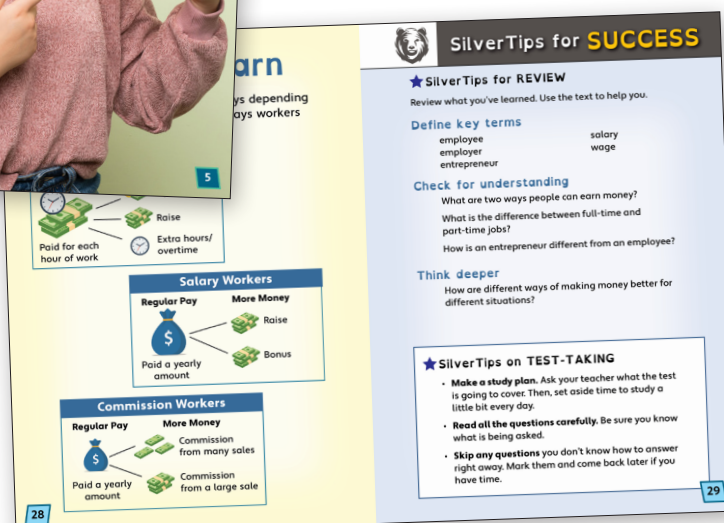 arn
depending
workers
5
Raise
Extra hours/
overtime
Paid for each
hour of work
Salary Workers
Regular Pay More Money
$
Raise
Bonus
Paid a yearly
amount
Commission Workers
Regular Pay More Money
$
Commission
from many sales
Commission
from a large sale
Paid a yearly
amount
28
SilverTips for SUCCESS
SilverTips for REVIEW
Review what you've learned. Use the text to help you.
Define key terms
employee salary
employer wage
entrepreneur
Check for understanding
What are two ways people can earn money?
What is the difference between full-time and
part-time jobs?
How is an entrepreneur different from an employee?
Think deeper
How are different ways of making money better for
different situations?
SilverTips on TEST-TAKING
• Make a study plan. Ask your teacher what the test
is going to cover. Then, set aside time to study a
little bit every day.
• Read all the questions carefully. Be sure you know
what is being asked.
• Skip any questions you don't know how to answer
right away. Mark them and come back later if you
have time.
29